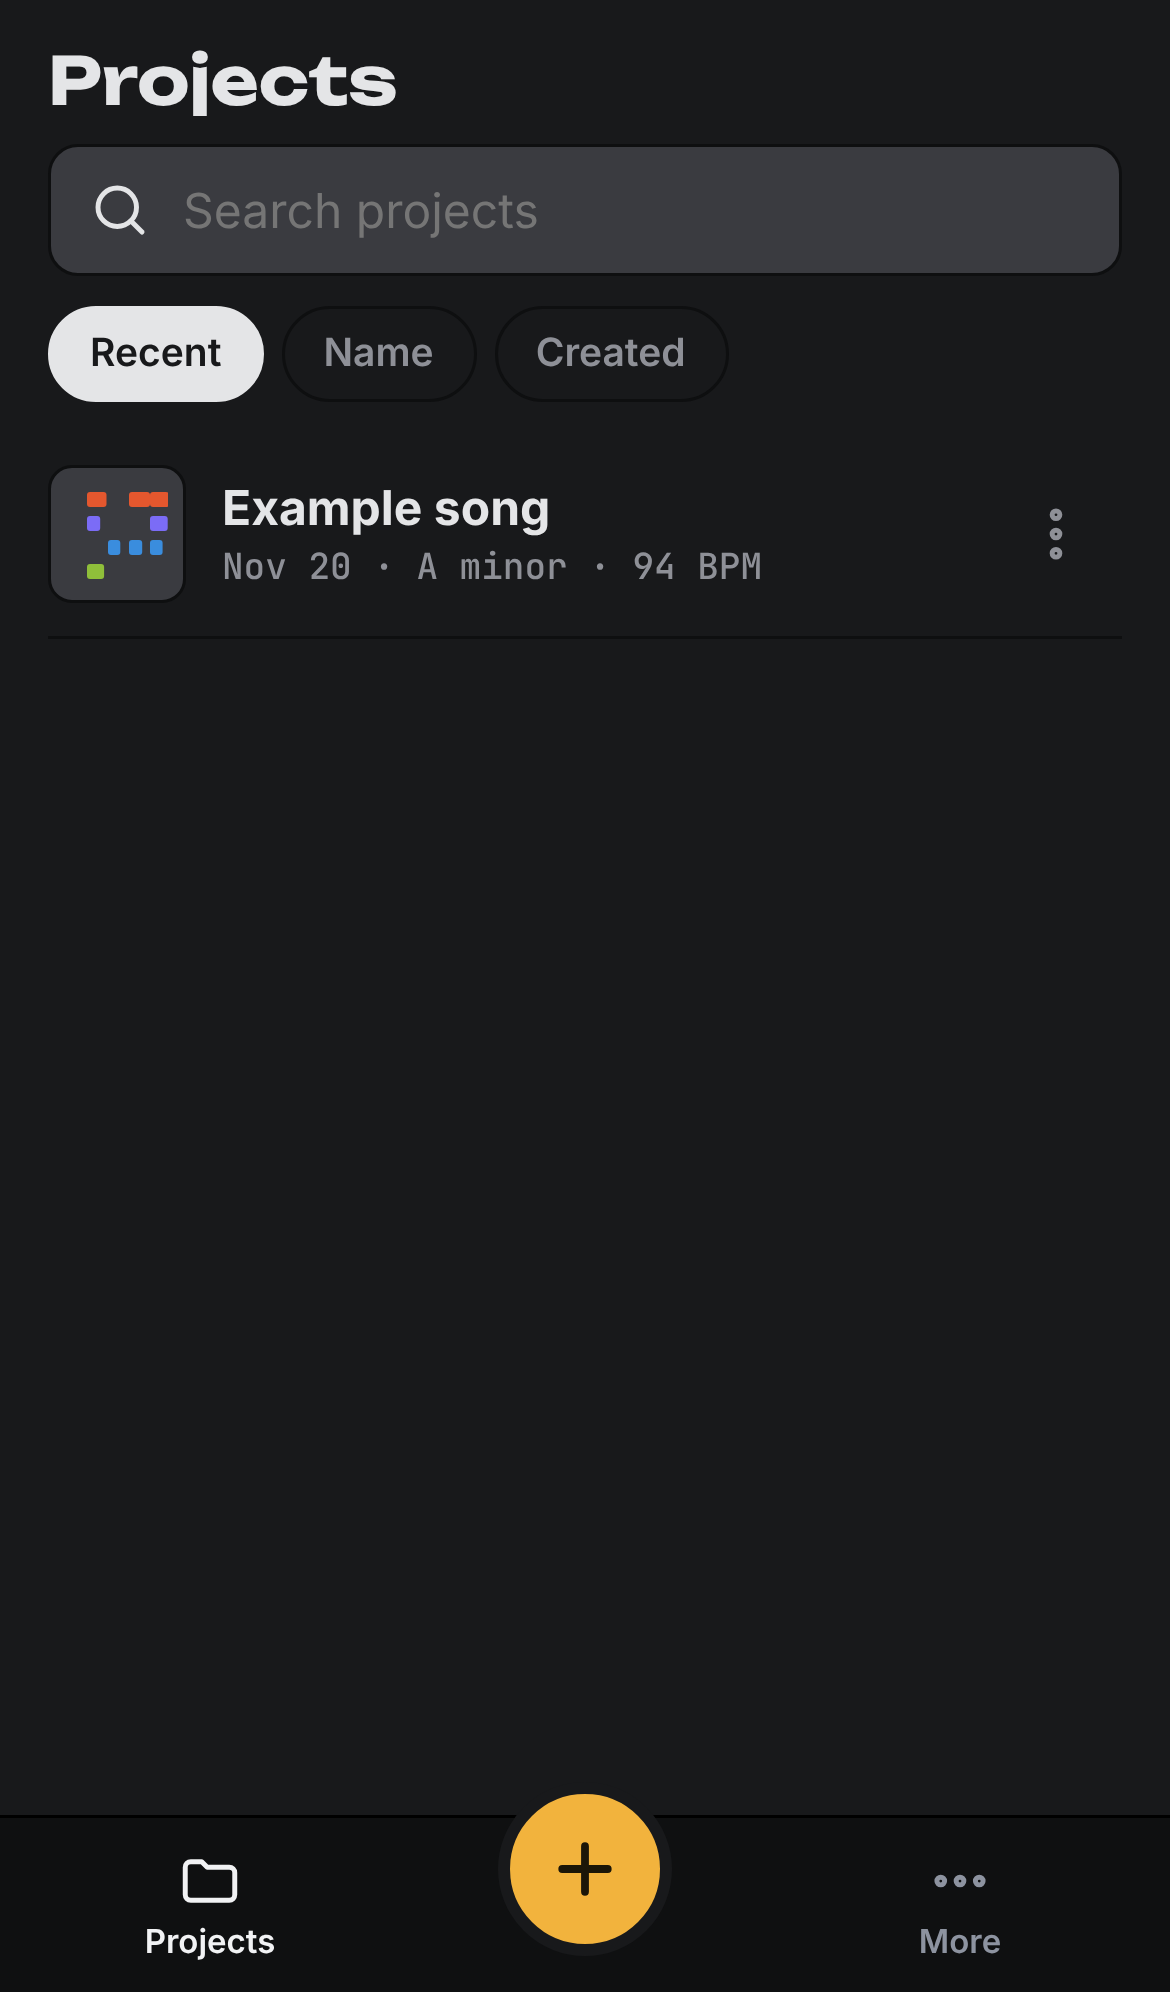 Projects
Search projects
Recent
Name
Created
Example song
Nov 20 · A minor · 94 BPM
Projects
More